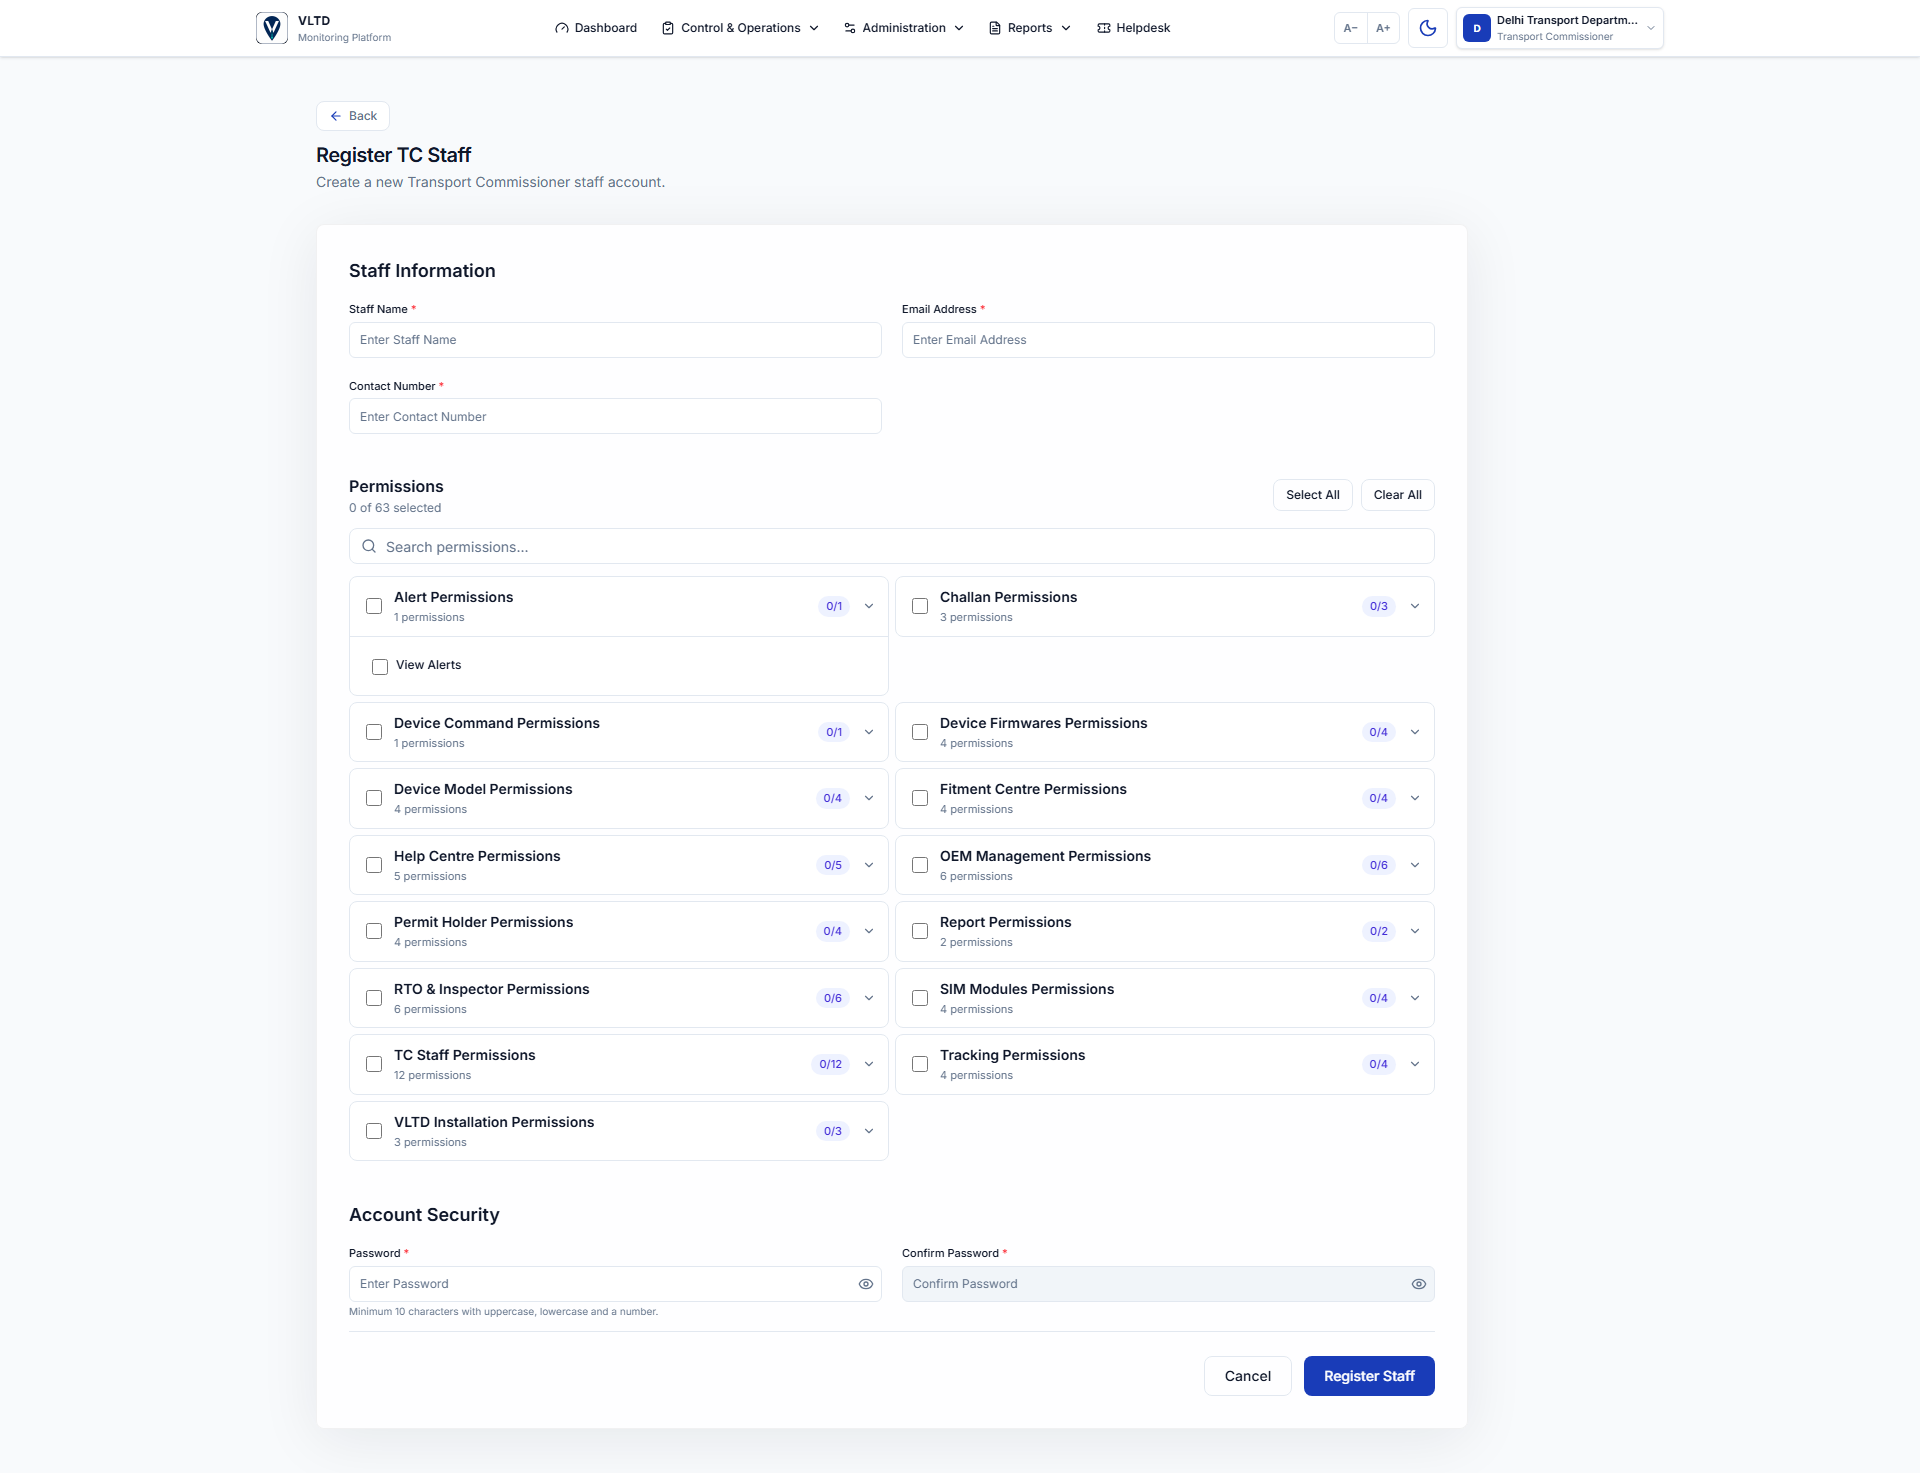 VLTD
Monitoring Platform
Dashboard
Control & Operations
Administration
Reports
Helpdesk
A−
A+
D
Delhi Transport Departm...
Transport Commissioner
Back
Register TC Staff
Create a new Transport Commissioner staff account.
Staff Information
Staff Name *
Email Address *
Enter Staff Name
Enter Email Address
Contact Number *
Enter Contact Number
Permissions
0 of 63 selected
Select All
Clear All
Search permissions...
Alert Permissions
1 permissions
0/1
Challan Permissions
3 permissions
0/3
View Alerts
Device Command Permissions
1 permissions
0/1
Device Firmwares Permissions
4 permissions
0/4
Device Model Permissions
4 permissions
0/4
Fitment Centre Permissions
4 permissions
0/4
Help Centre Permissions
5 permissions
0/5
OEM Management Permissions
6 permissions
0/6
Permit Holder Permissions
4 permissions
0/4
Report Permissions
2 permissions
0/2
RTO & Inspector Permissions
6 permissions
0/6
SIM Modules Permissions
4 permissions
0/4
TC Staff Permissions
12 permissions
0/12
Tracking Permissions
4 permissions
0/4
VLTD Installation Permissions
3 permissions
0/3
Account Security
Password *
Confirm Password *
Enter Password
Confirm Password
Minimum 10 characters with uppercase, lowercase and a number.
Cancel
Register Staff